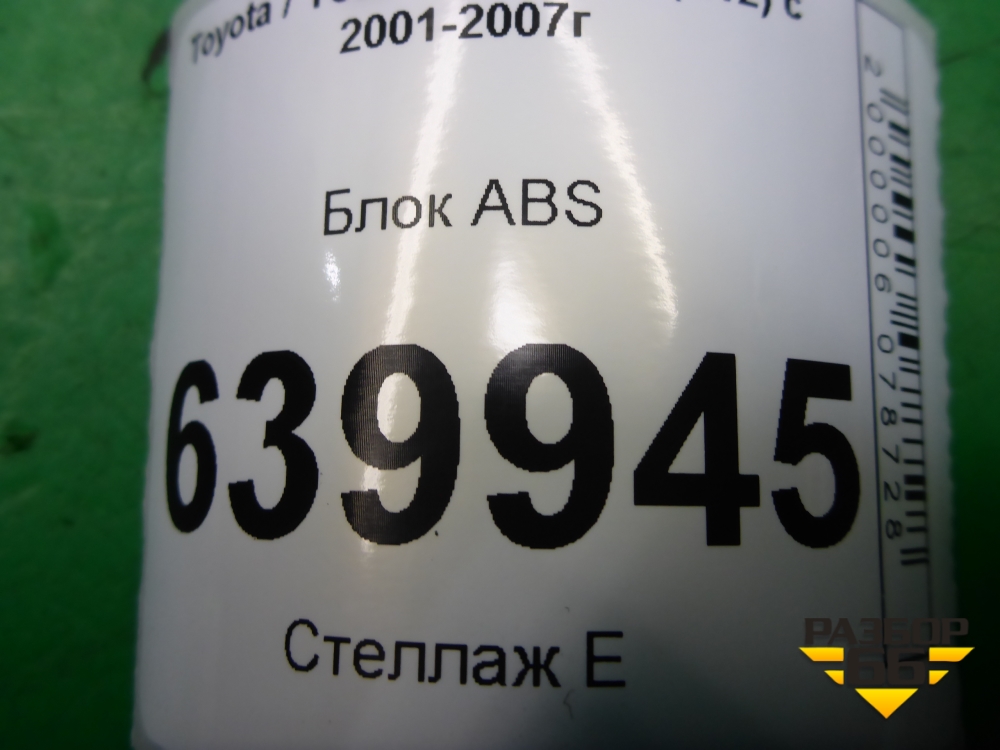 Toyota /
2001-2007г
Блок ABS
639945
Стеллаж Е
2000006078728
РАЗБОР
66